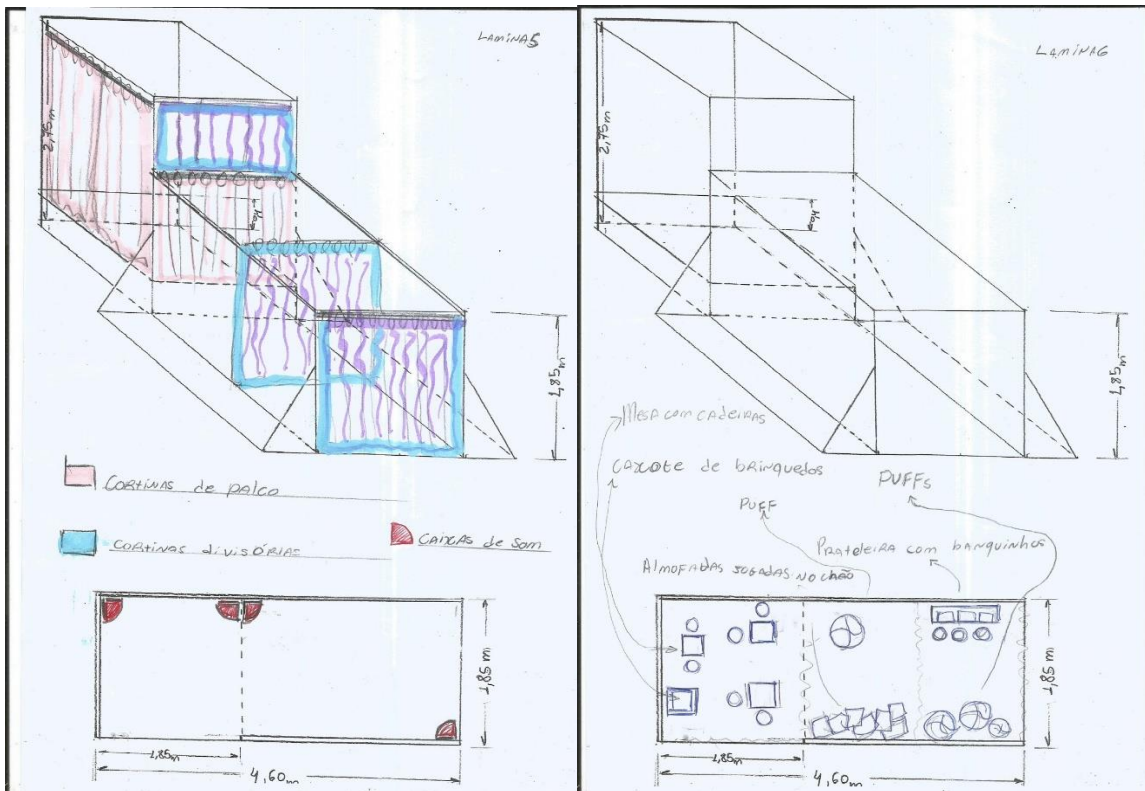 LAMINA5
2,75m
1,85m
CORTINAS de PALCO
CORTINAS divISÓRIAS
CAIXAS de SOM
1,85m
1,85m
4,60m
LAMINA6
2,75m
1,85m
MESA COM CADEIRAS
CAIXOTE de BRINQUEDOS
PUFFs
PUFF
PRATELEIRA com BANQUINHOS
ALMOFADAS JOGADAS NO CHÃO
1,85m
1,85m
4,60m